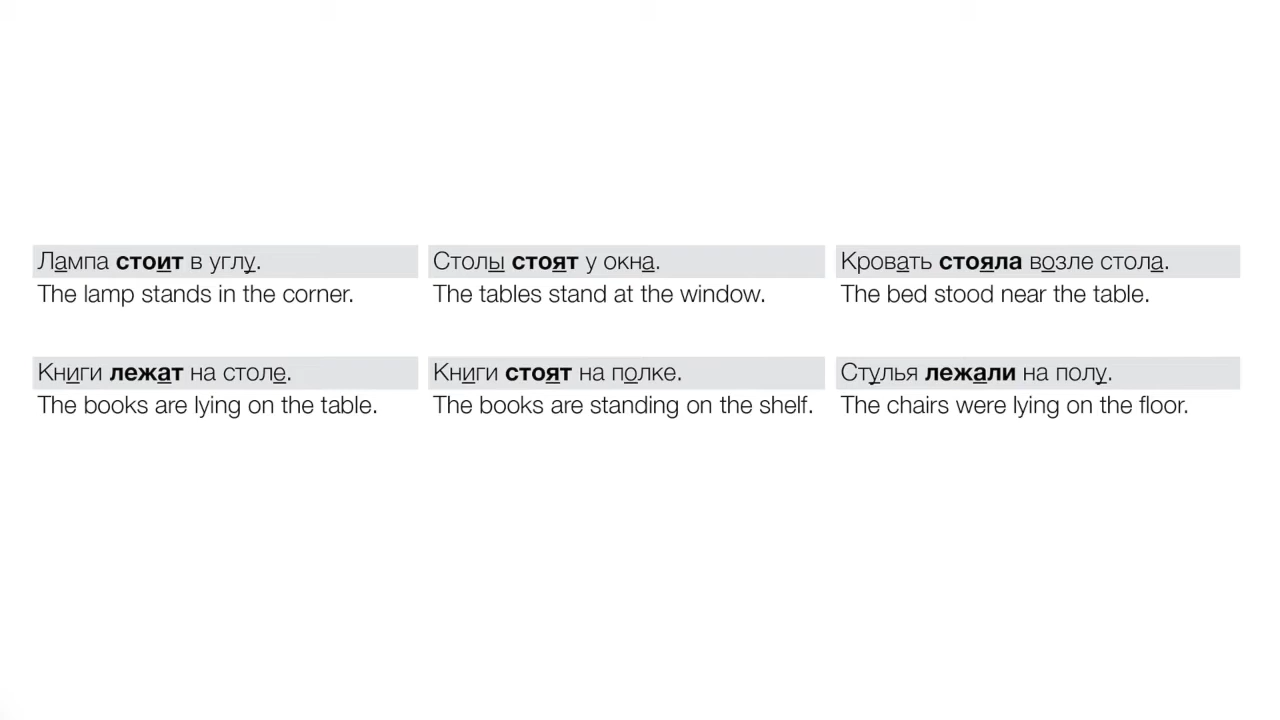 Лампа стоит в углу.
The lamp stands in the corner.
Столы стоят у окна.
The tables stand at the window.
Кровать стояла возле стола.
The bed stood near the table.
Книги лежат на столе.
The books are lying on the table.
Книги стоят на полке.
The books are standing on the shelf.
Стулья лежали на полу.
The chairs were lying on the floor.